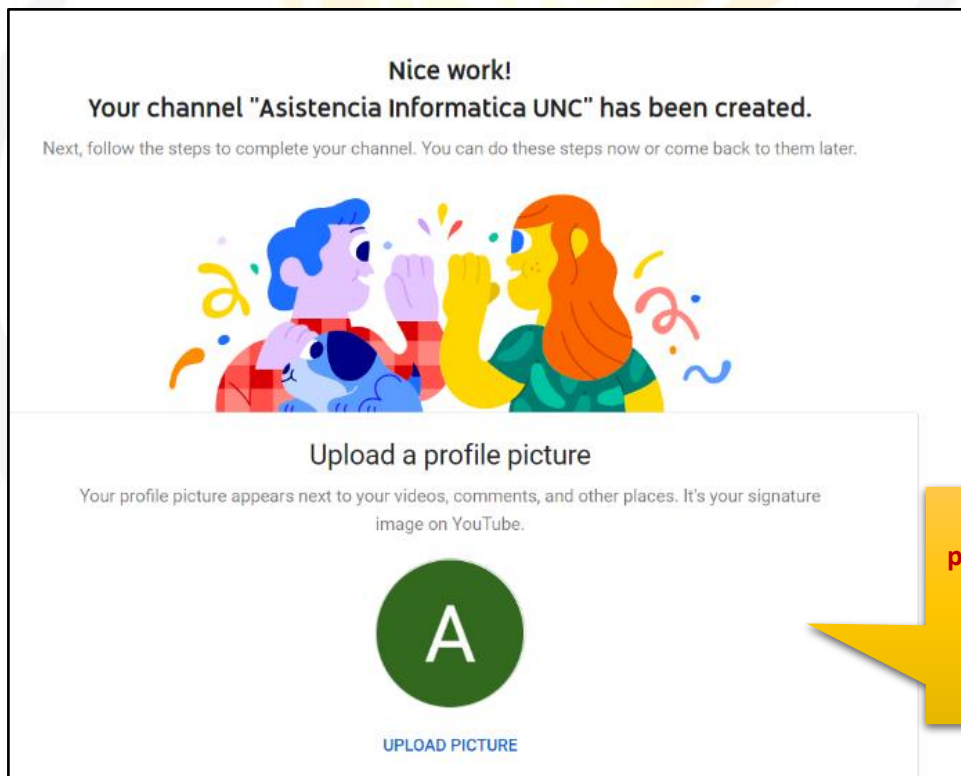 Nice work!
Your channel "Asistencia Informatica UNC" has been created.
Next, follow the steps to complete your channel. You can do these steps now or come back to them later.
Upload a profile picture
Your profile picture appears next to your videos, comments, and other places. It's your signature
image on YouTube.
A
UPLOAD PICTURE